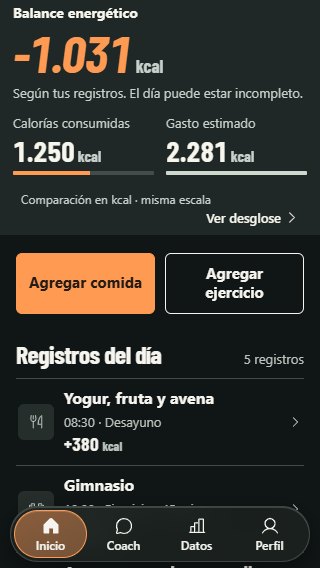 Balance energético
-1.031 kcal
Según tus registros. El día puede estar incompleto.
Calorías consumidas
Gasto estimado
1.250 kcal
2.281 kcal
Comparación en kcal · misma escala
Ver desglose
Agregar comida
Agregar
ejercicio
Registros del día
5 registros
Yogur, fruta y avena
08:30 · Desayuno
+380 kcal
Gimnasio
Inicio
Coach
Datos
Perfil